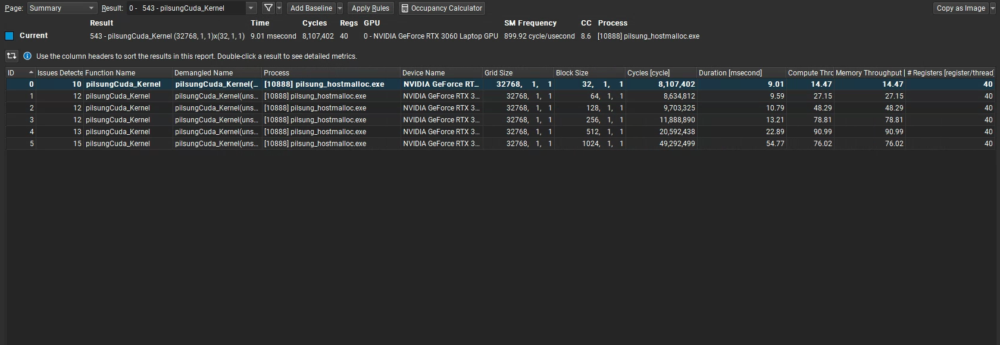 Page: Summary Result: 0 - 543 - pilsungCuda_Kernel Add Baseline Apply Rules Occupancy Calculator Copy as Image
Result Time Cycles Regs GPU SM Frequency CC Process
Current 543 - pilsungCuda_Kernel (32768, 1, 1)x(32, 1, 1) 9.01 msecond 8,107,402 40 0 - NVIDIA GeForce RTX 3060 Laptop GPU 899.92 cycle/usecond 8.6 [10888] pilsung_hostmalloc.exe
Use the column headers to sort the results in this report. Double-click a result to see detailed metrics.
ID Issues Detecte Function Name Demangled Name Process Device Name Grid Size Block Size Cycles [cycle] Duration [msecond] Compute Thro Memory Throughput [ # Registers [register/thread]
0 10 pilsungCuda_Kernel pilsungCuda_Kernel(... [10888] pilsung_hostmalloc.exe NVIDIA GeForce RT... 32768, 1, 1 32, 1, 1 8,107,402 9.01 14.47 14.47 40
1 12 pilsungCuda_Kernel pilsungCuda_Kernel(uns... [10888] pilsung_hostmalloc.exe NVIDIA GeForce RTX 3... 32768, 1, 1 64, 1, 1 8,634,812 9.59 27.15 27.15 40
2 12 pilsungCuda_Kernel pilsungCuda_Kernel(uns... [10888] pilsung_hostmalloc.exe NVIDIA GeForce RTX 3... 32768, 1, 1 128, 1, 1 9,703,325 10.79 48.29 48.29 40
3 12 pilsungCuda_Kernel pilsungCuda_Kernel(uns... [10888] pilsung_hostmalloc.exe NVIDIA GeForce RTX 3... 32768, 1, 1 256, 1, 1 11,888,890 13.21 78.81 78.81 40
4 13 pilsungCuda_Kernel pilsungCuda_Kernel(uns... [10888] pilsung_hostmalloc.exe NVIDIA GeForce RTX 3... 32768, 1, 1 512, 1, 1 20,592,438 22.89 90.99 90.99 40
5 15 pilsungCuda_Kernel pilsungCuda_Kernel(uns... [10888] pilsung_hostmalloc.exe NVIDIA GeForce RTX 3... 32768, 1, 1 1024, 1, 1 49,292,499 54.77 76.02 76.02 40